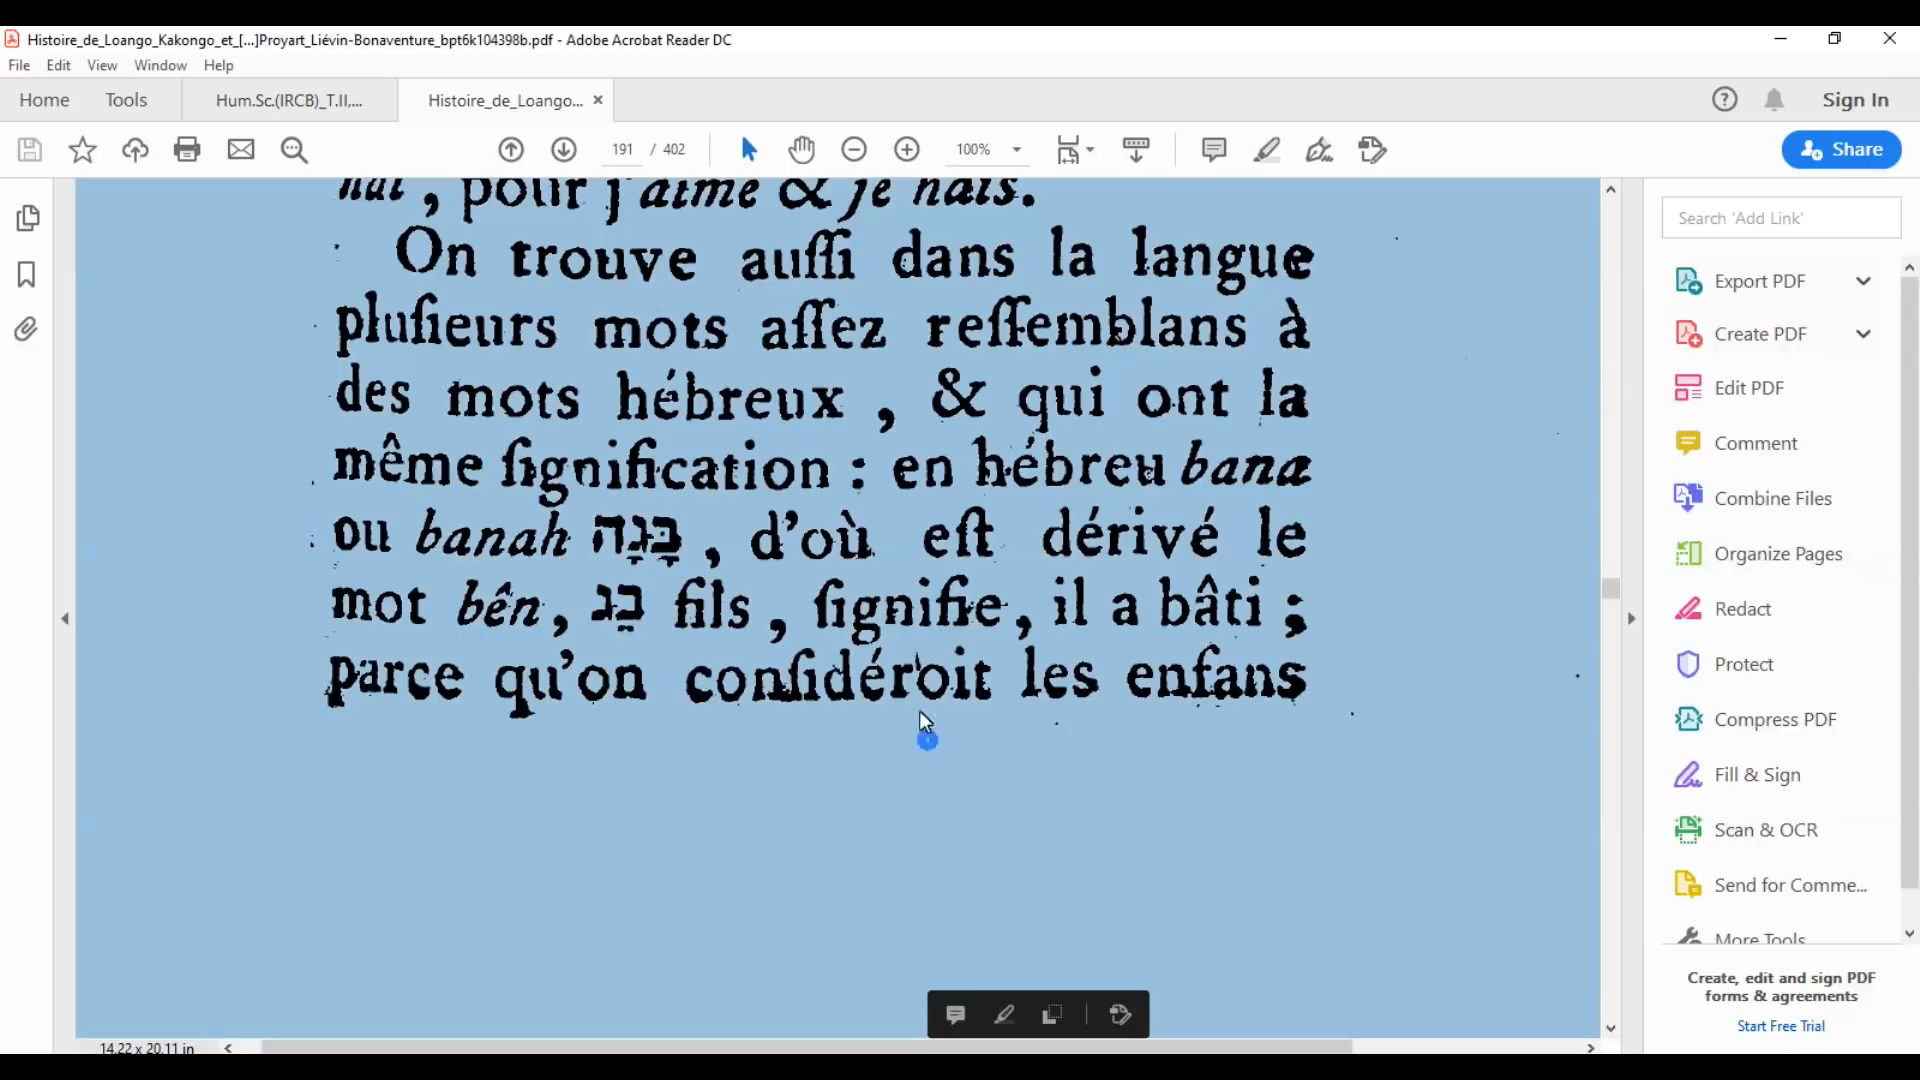 Histoire_de_Loango_Kakongo_et_[...]Proyart_Liévin-Bonaventure_bpt6k104398b.pdf - Adobe Acrobat Reader DC
File Edit View Window Help
Home Tools Hum.Sc.(IRCB)_T.II,... Histoire_de_Loango... Sign In
191 / 402 100% Share
, pour j'aime & je hais.
On trouve auſſi dans la langue
pluſieurs mots aſſez reſſemblans à
des mots hébreux , & qui ont la
même ſignification : en hébreu bana
ou banah בָּנָה , d'où eſt dérivé le
mot bên, בֵּנ fils , ſignifie, il a bâti ;
parce qu'on conſidéroit les enfans
14.22 x 20.11 in
Search 'Add Link'
Export PDF
Create PDF
Edit PDF
Comment
Combine Files
Organize Pages
Redact
Protect
Compress PDF
Fill & Sign
Scan & OCR
Send for Comme...
More Tools
Create, edit and sign PDF
forms & agreements
Start Free Trial